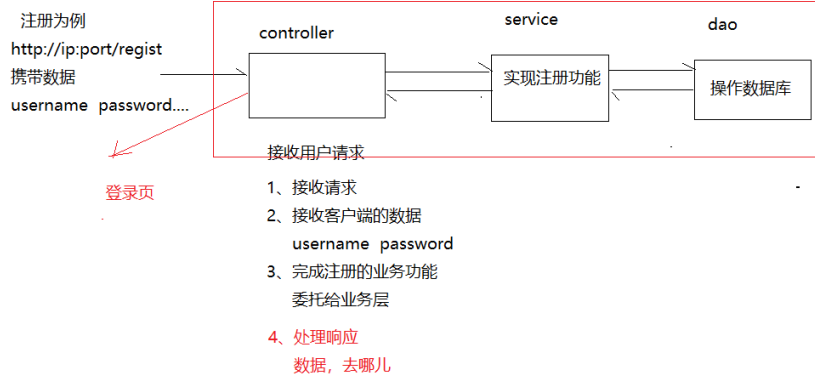 注册为例
http://ip:port/regist
携带数据
username password....
controller
service
实现注册功能
dao
操作数据库
登录页
接收用户请求
1、接收请求
2、接收客户端的数据
username password
3、完成注册的业务功能
委托给业务层
4、处理响应
数据，去哪儿